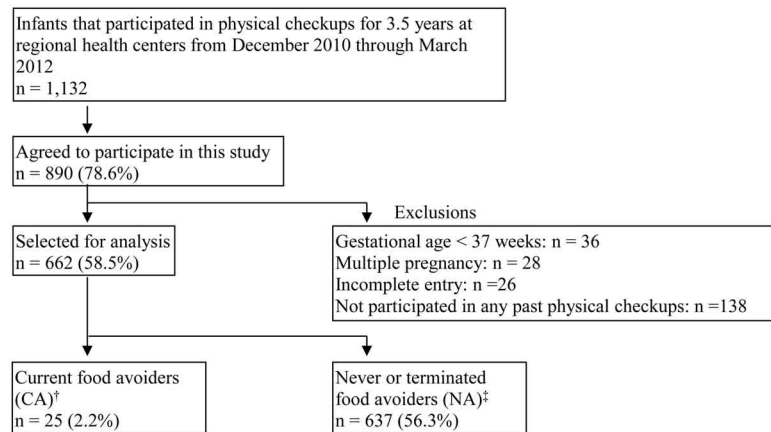 Infants that participated in physical checkups for 3.5 years at
regional health centers from December 2010 through March
2012
n = 1,132
Agreed to participate in this study
n = 890 (78.6%)
Exclusions
Selected for analysis
n = 662 (58.5%)
Gestational age < 37 weeks: n = 36
Multiple pregnancy: n = 28
Incomplete entry: n =26
Not participated in any past physical checkups: n =138
Current food avoiders
(CA)†
n = 25 (2.2%)
Never or terminated
food avoiders (NA)‡
n = 637 (56.3%)